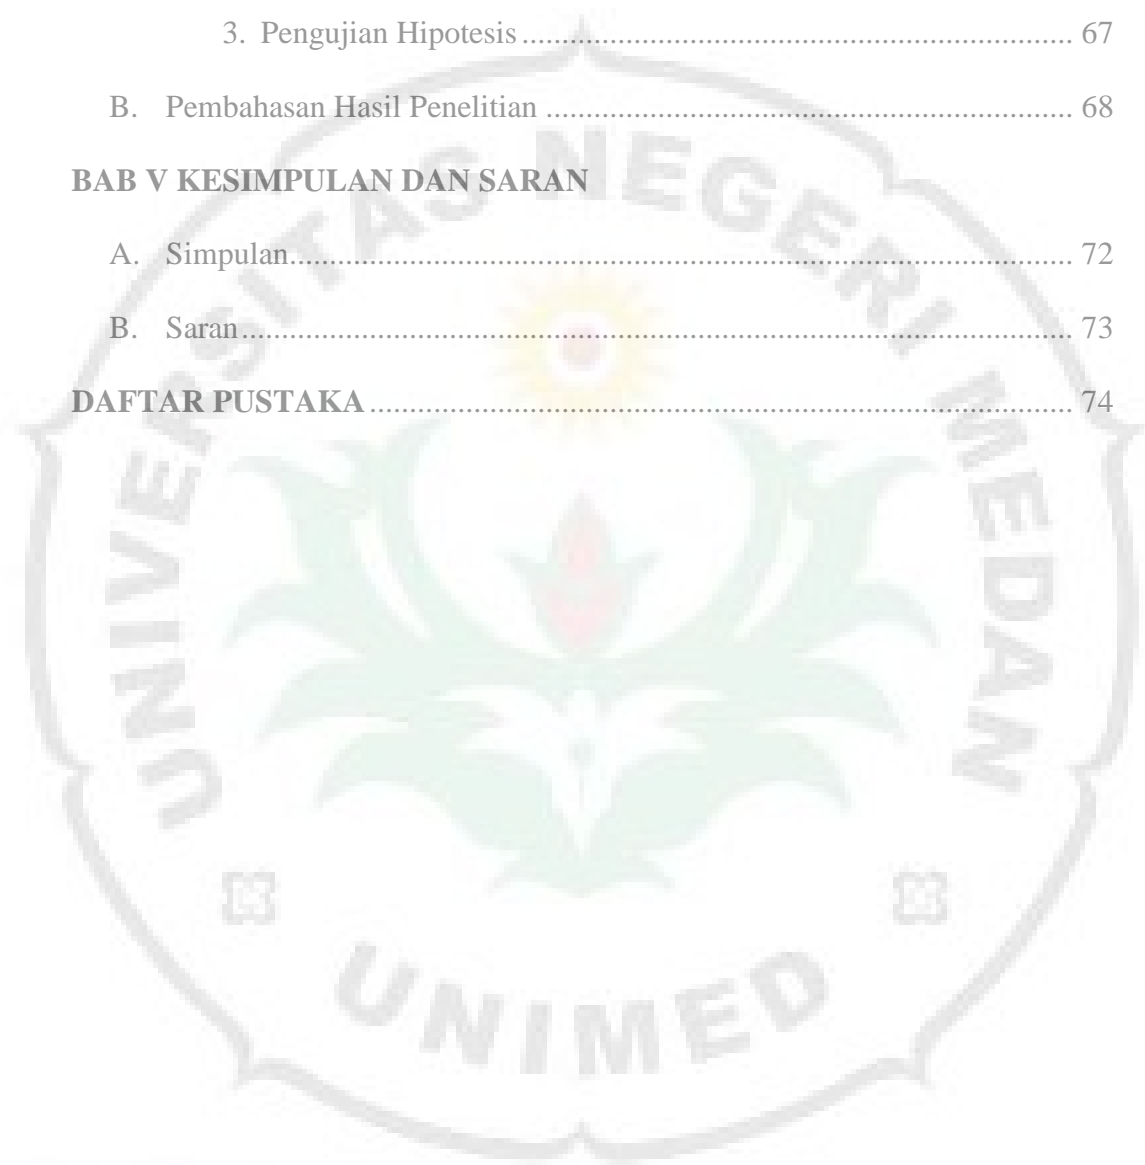 3. Pengujian Hipotesis ........................................................................ 67
B. Pembahasan Hasil Penelitian ..................................................................... 68
BAB V KESIMPULAN DAN SARAN
A. Simpulan....................................................................................................... 72
B. Saran............................................................................................................. 73
DAFTAR PUSTAKA ............................................................................................ 74
UNIVERSITAS NEGERI MEDAN
UNIMED